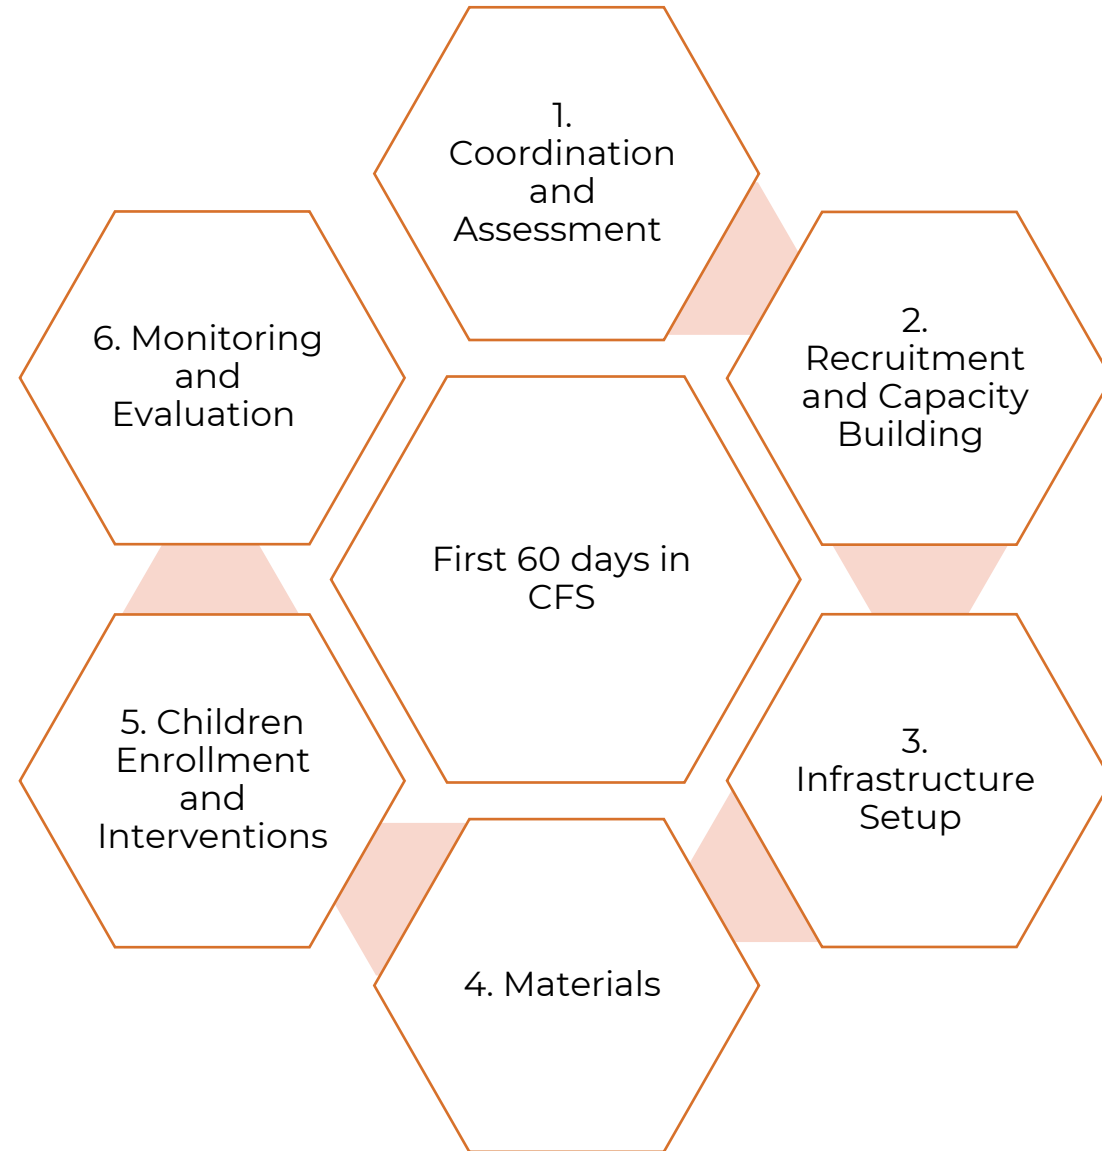 1.
Coordination
and
Assessment
2.
Recruitment
and Capacity
Building
3.
Infrastructure
Setup
4. Materials
5. Children
Enrollment
and
Interventions
6. Monitoring
and
Evaluation
First 60 days in
CFS